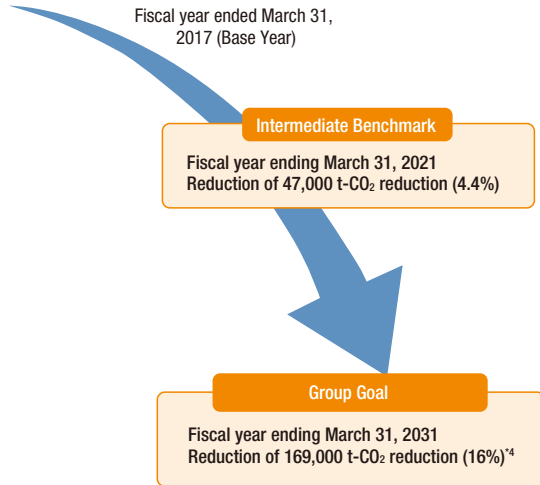 Fiscal year ended March 31,
2017 (Base Year)
Intermediate Benchmark
Fiscal year ending March 31, 2021
Reduction of 47,000 t-CO₂ reduction (4.4%)
Group Goal
Fiscal year ending March 31, 2031
Reduction of 169,000 t-CO₂ reduction (16%)*4